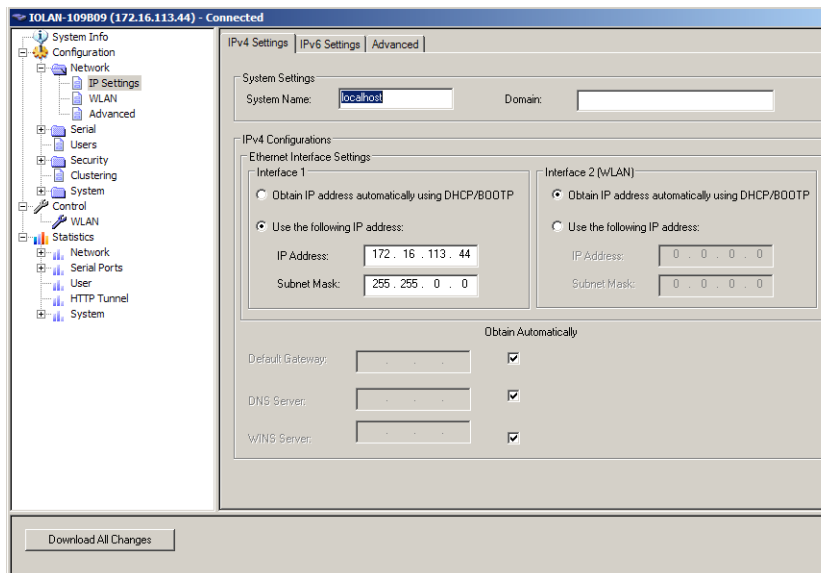 IOLAN-109B09 (172.16.113.44) - Connected
System Info
Configuration
Network
IP Settings
WLAN
Advanced
Serial
Users
Security
Clustering
System
Control
WLAN
Statistics
Network
Serial Ports
User
HTTP Tunnel
System
IPv4 Settings IPv6 Settings Advanced
System Settings
System Name: localhost Domain:
IPv4 Configurations
Ethernet Interface Settings
Interface 1
Obtain IP address automatically using DHCP/BOOTP
Use the following IP address:
IP Address: 172 . 16 . 113 . 44
Subnet Mask: 255 . 255 . 0 . 0
Interface 2 (WLAN)
Obtain IP address automatically using DHCP/BOOTP
Use the following IP address:
IP Address: 0 . 0 . 0 . 0
Subnet Mask: 0 . 0 . 0 . 0
Obtain Automatically
Default Gateway: . . .
DNS Server: . . .
WINS Server: . . .
Download All Changes